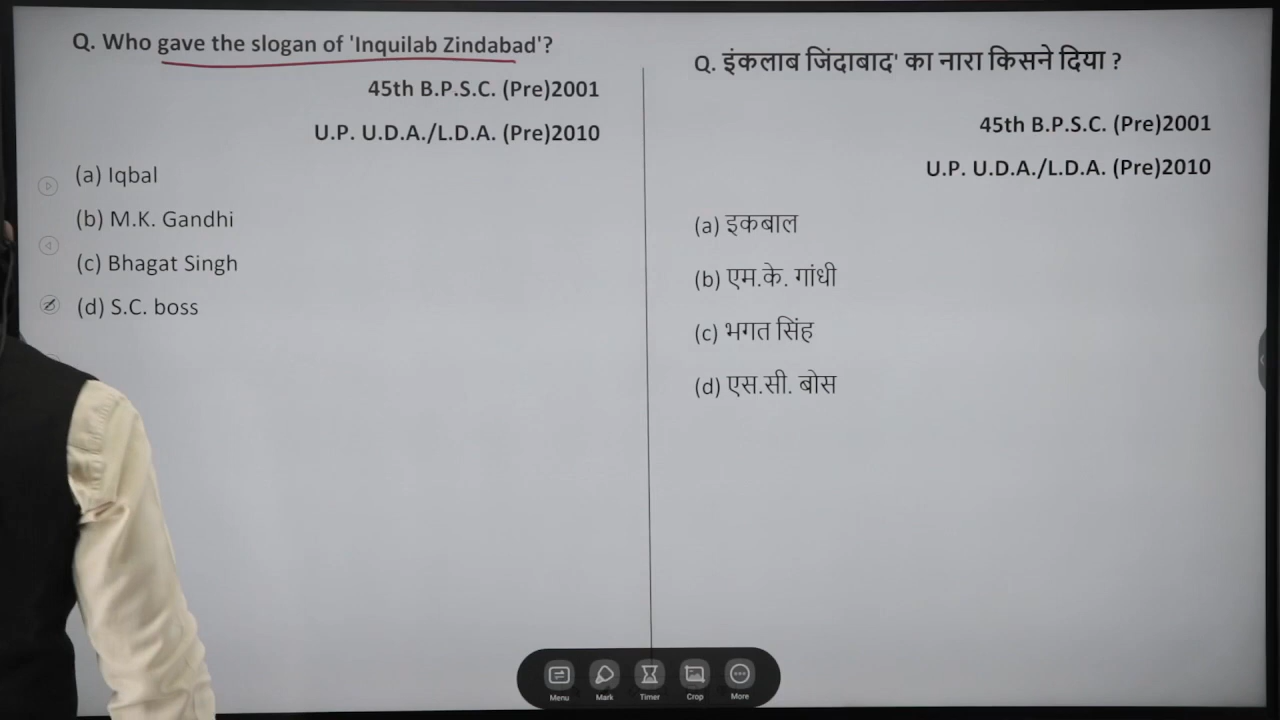 Q. Who gave the slogan of 'Inquilab Zindabad'?
45th B.P.S.C. (Pre)2001
U.P. U.D.A./L.D.A. (Pre)2010
(a) Iqbal
(b) M.K. Gandhi
(c) Bhagat Singh
(d) S.C. boss
Q. इंकलाब जिंदाबाद' का नारा किसने दिया ?
45th B.P.S.C. (Pre)2001
U.P. U.D.A./L.D.A. (Pre)2010
(a) इकबाल
(b) एम.के. गांधी
(c) भगत सिंह
(d) एस.सी. बोस
Menu Mark Timer Crop More